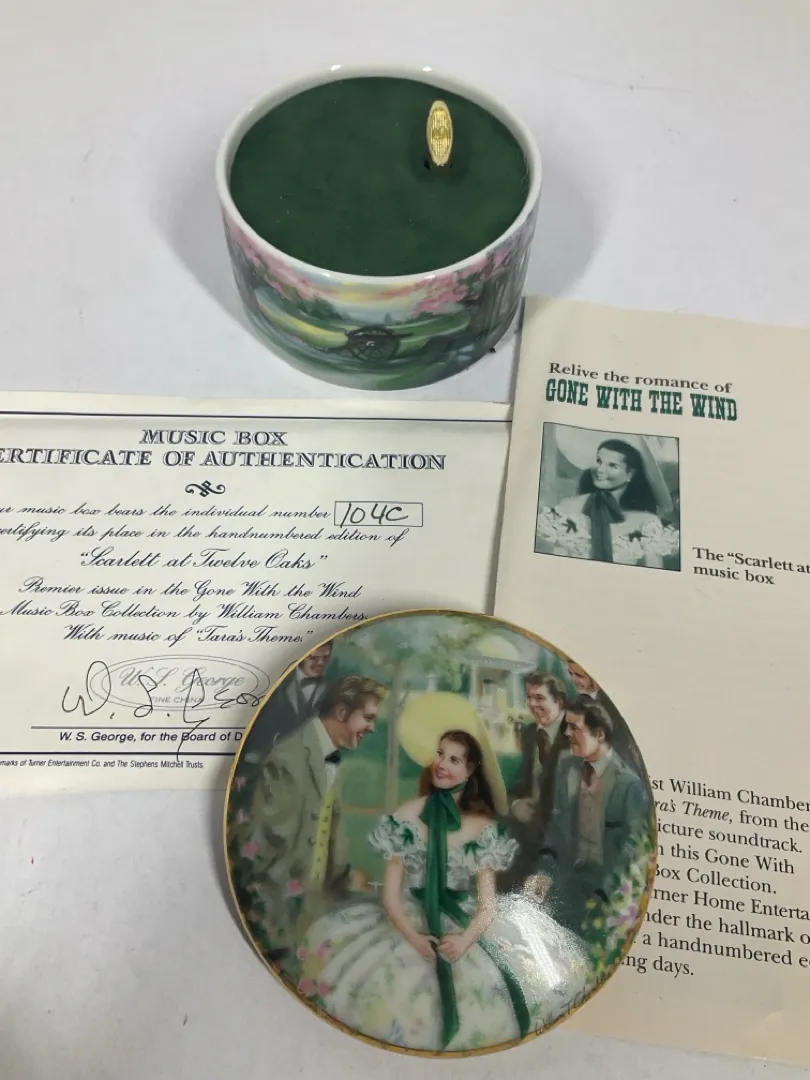 MUSIC BOX
ERTIFICATE OF AUTHENTICATION
ur music box bears the individual number 104C
ertifying its place in the handnumbered edition of
"Scarlett at Twelve Oaks"
Premier issue in the Gone With the Wind
Music Box Collection by William Chambers.
With music of "Tara's Theme."
W. S. George
FINE CHINA
W. S. George, for the Board of D
marks of Turner Entertainment Co. and The Stephens Mitchell Trusts.
Relive the romance of
GONE WITH THE WIND
The "Scarlett at
music box
ist William Chamber
ra's Theme, from the
icture soundtrack.
n this Gone With
Box Collection.
rner Home Enterta
nder the hallmark o
a handnumbered e
ng days.